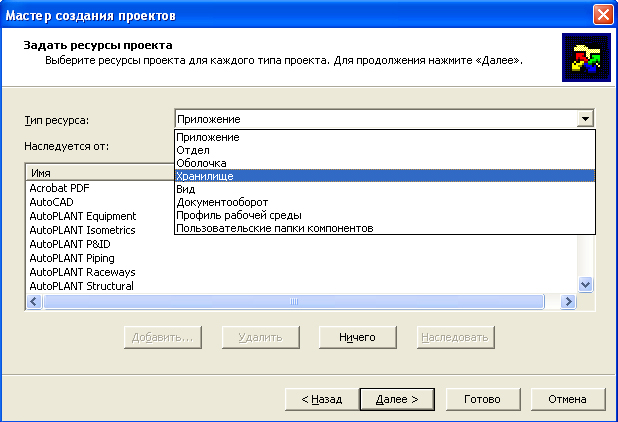 Мастер создания проектов
Задать ресурсы проекта
Выберите ресурсы проекта для каждого типа проекта. Для продолжения нажмите «Далее».
Тип ресурса:
Приложение
Наследуется от:
Приложение
Отдел
Оболочка
Хранилище
Вид
Документооборот
Профиль рабочей среды
Пользовательские папки компонентов
Имя
Acrobat PDF
AutoCAD
AutoPLANT Equipment
AutoPLANT Isometrics
AutoPLANT P&ID
AutoPLANT Piping
AutoPLANT Raceways
AutoPLANT Structural
Добавить... Удалить Ничего Наследовать
< Назад Далее > Готово Отмена